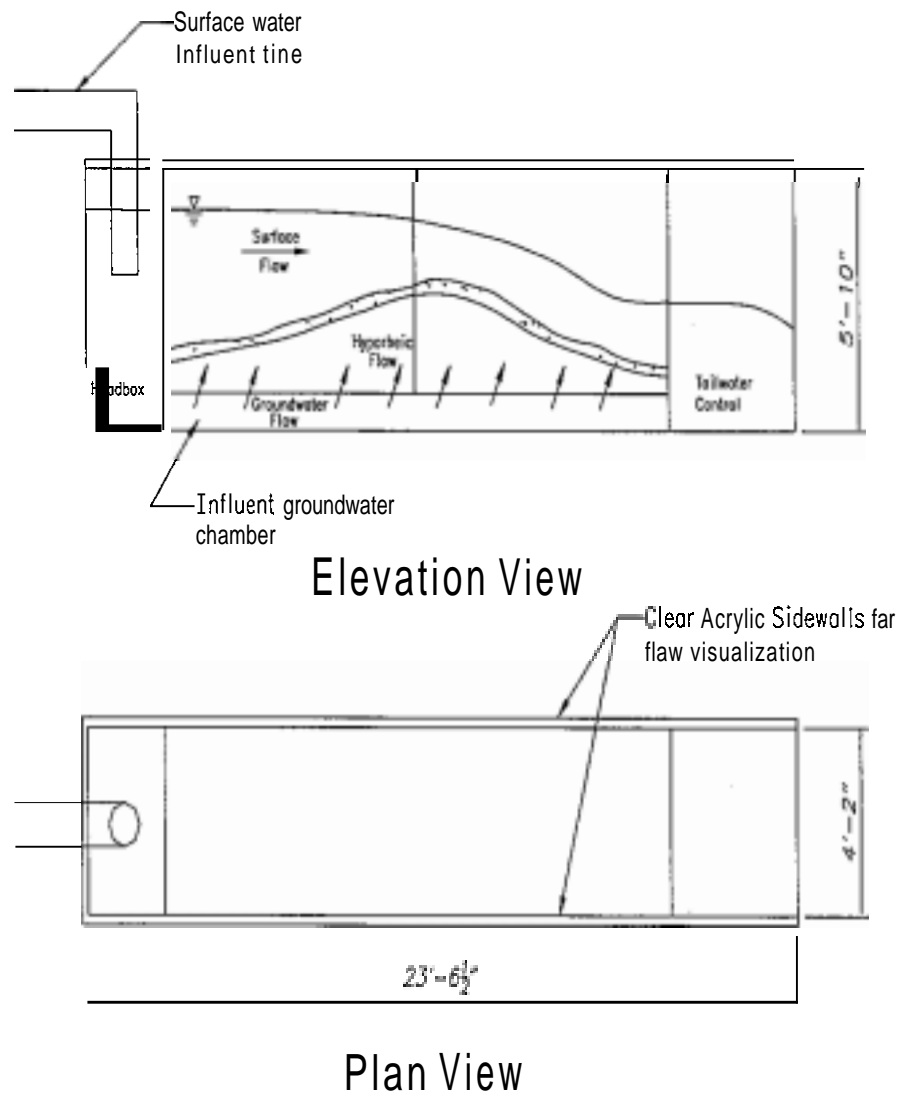 Surface water
Influent tine
Surface
Flow
Hyporheic
Flow
Groundwater
Flow
Tailwater
Control
5'-10"
Influent groundwater
chamber
Elevation View
Clear Acrylic Sidewalls far
flaw visualization
4'-2"
23'-6½"
Plan View